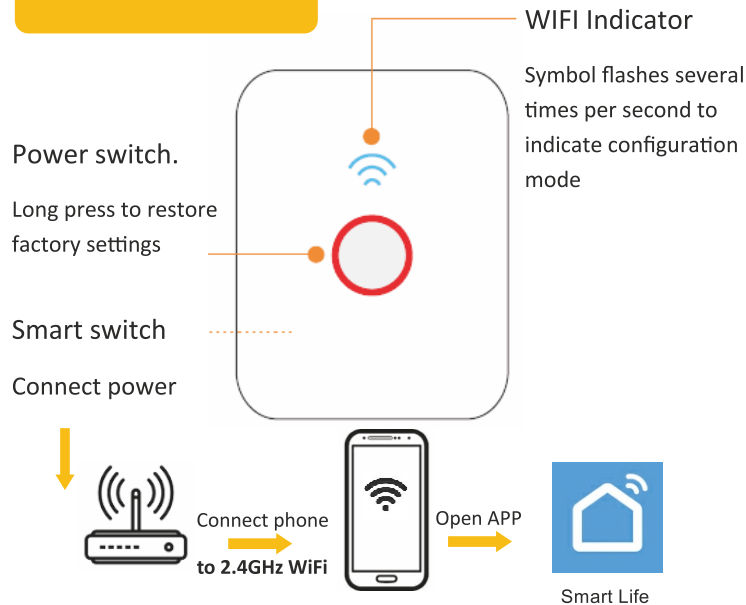 WIFI Indicator
Symbol flashes several
times per second to
indicate configuration
mode
Power switch.
Long press to restore
factory settings
Smart switch
Connect power
Connect phone
to 2.4GHz WiFi
Open APP
Smart Life